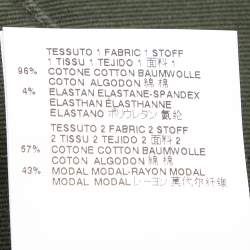 TESSUTO 1 FABRIC 1 STOFF
1 TISSU 1 TEJIDO 1 面料 1
96% COTONE COTTON BAUMWOLLE
COTON ALGODON 綿 棉
4% ELASTAN ELASTANE-SPANDEX
ELASTHAN ÉLASTHANNE
ELASTANO ポリウレタン 氨纶
TESSUTO 2 FABRIC 2 STOFF
2 TISSU 2 TEJIDO 2 面料 2
57% COTONE COTTON BAUMWOLLE
COTON ALGODON 綿 棉
43% MODAL MODAL-RAYON MODAL
MODAL MODAL レーヨン 莫代尔纤维